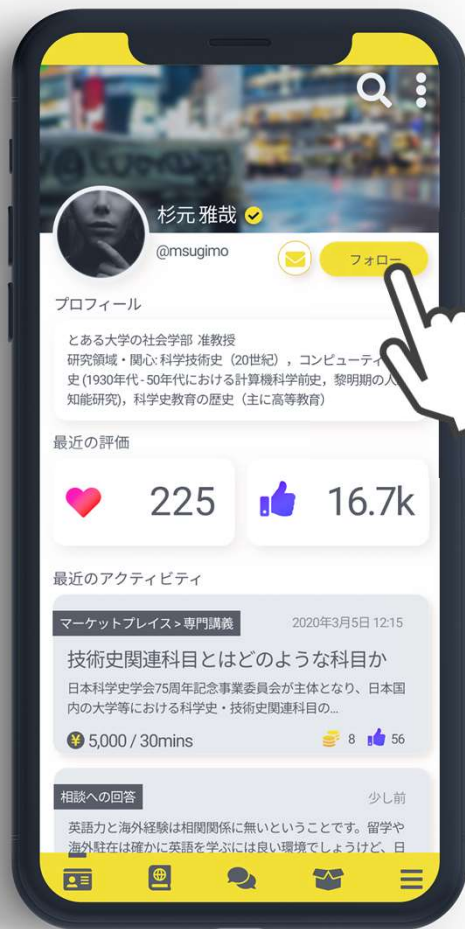 杉元 雅哉
@msugimo
フォロー
プロフィール
とある大学の社会学部 准教授
研究領域・関心: 科学技術史（20世紀）, コンピューティ
史 (1930年代 - 50年代における計算機科学前史，黎明期の人
知能研究)，科学史教育の歴史（主に高等教育）
最近の評価
225
16.7k
最近のアクティビティ
マーケットプレイス > 専門講義
2020年3月5日 12:15
技術史関連科目とはどのような科目か
日本科学史学会75周年記念事業委員会が主体となり、日本国
内の大学等における科学史・技術史関連科目の...
¥ 5,000 / 30mins
8
56
相談への回答
少し前
英語力と海外経験は相関関係に無いということです。留学や
海外駐在は確かに英語を学ぶには良い環境でしょうけど、日